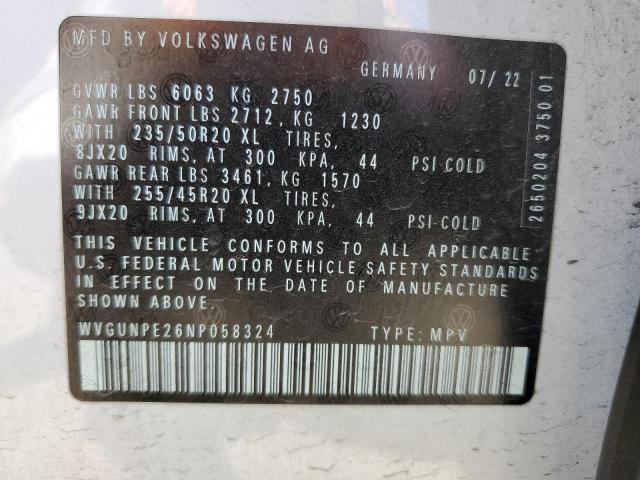 MFD BY VOLKSWAGEN AG
GERMANY 07/22
GVWR LBS 6063 KG 2750
GAWR FRONT LBS 2712, KG 1230
WITH 235/50R20 XL TIRES,
8JX20 RIMS, AT 300 KPA, 44 PSI COLD
GAWR REAR LBS 3461, KG 1570
WITH 255/45R20 XL TIRES,
9JX20 RIMS, AT 300 KPA, 44 PSI-COLD
THIS VEHICLE CONFORMS TO ALL APPLICABLE
U.S. FEDERAL MOTOR VEHICLE SAFETY STANDARDS
IN EFFECT ON THE DATE OF MANUFACTURE
SHOWN ABOVE.
WVGUNPE26NP058324 TYPE: MPV
2650204 3750 01